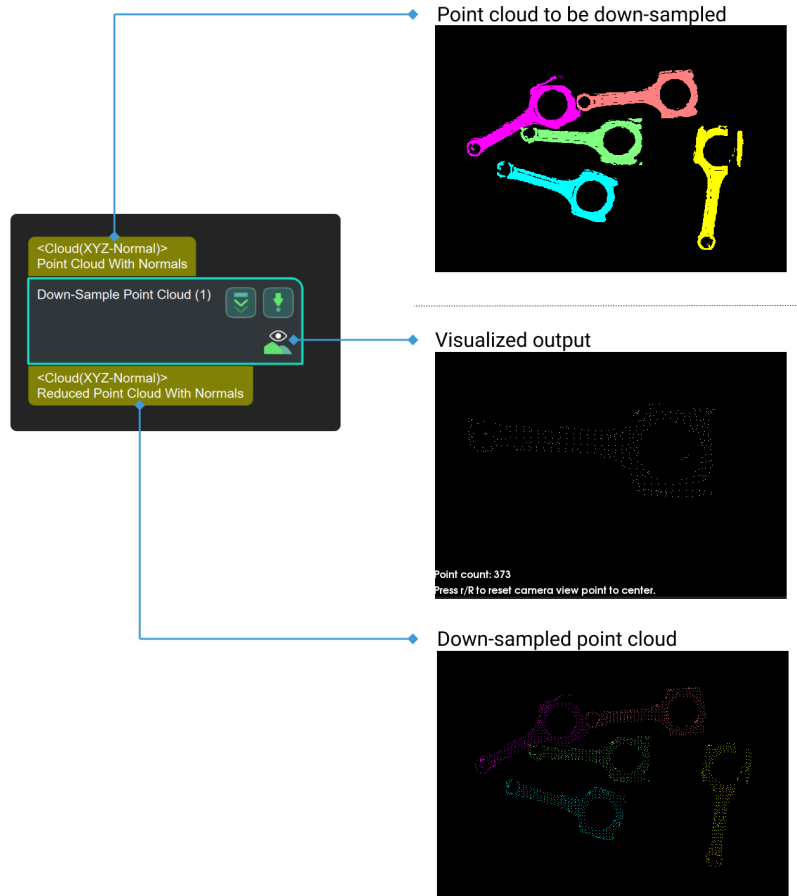 Point cloud to be down-sampled
<Cloud(XYZ-Normal)>
Point Cloud With Normals
Down-Sample Point Cloud (1)
Visualized output
<Cloud(XYZ-Normal)>
Reduced Point Cloud With Normals
Point count: 373
Press r/R to reset camera view point to center.
Down-sampled point cloud